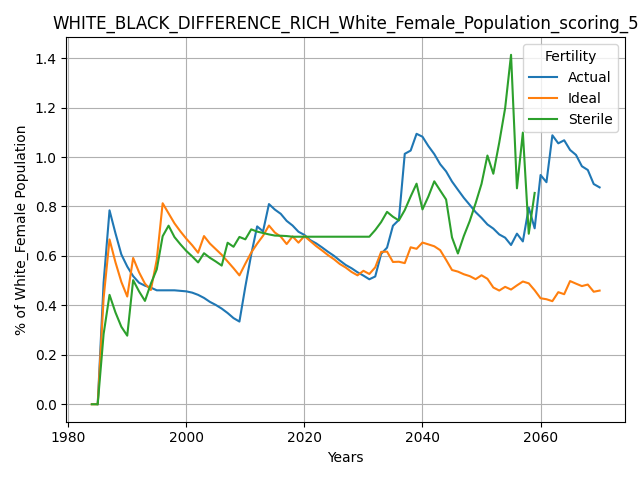 WHITE_BLACK_DIFFERENCE_RICH_White_Female_Population_scoring_5
Fertility
Actual
Ideal
Sterile
% of White_Female Population
1.4
1.2
1.0
0.8
0.6
0.4
0.2
0.0
1980 2000 2020 2040 2060
Years